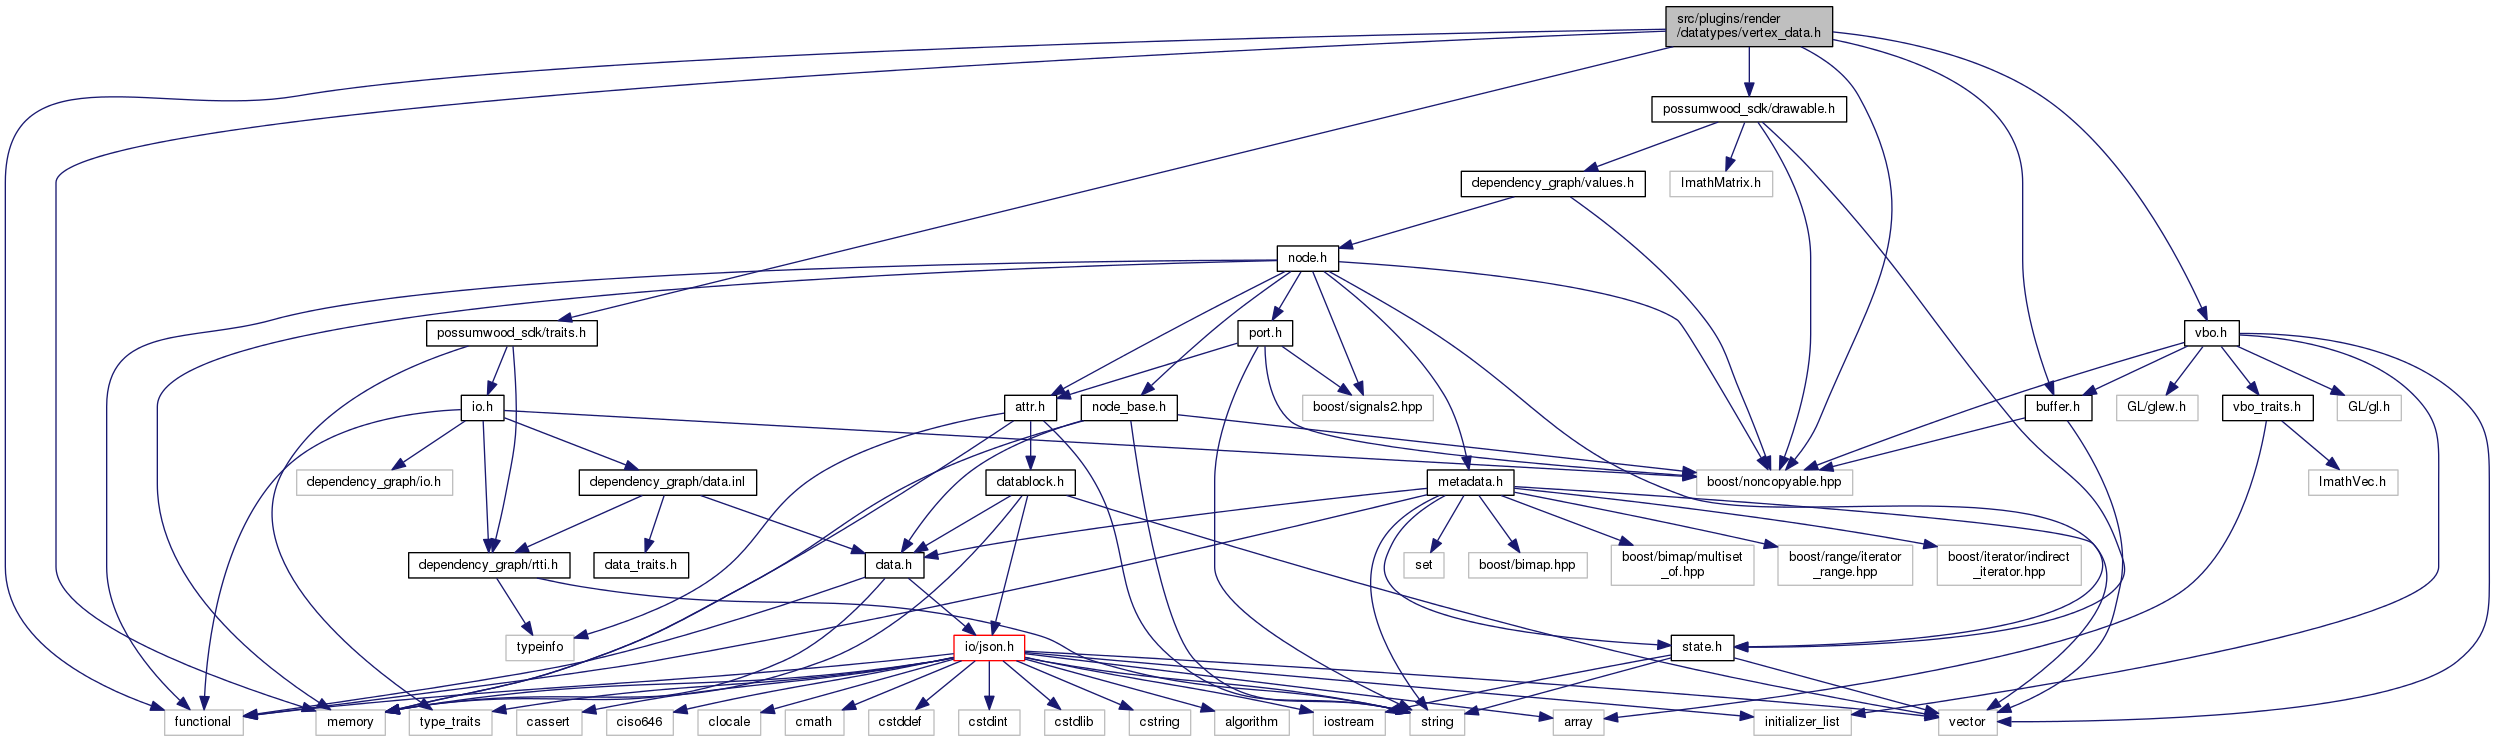 src/plugins/render
/datatypes/vertex_data.h
possumwood_sdk/drawable.h
dependency_graph/values.h
ImathMatrix.h
node.h
possumwood_sdk/traits.h
port.h
vbo.h
io.h
attr.h
node_base.h
boost/signals2.hpp
buffer.h
GL/glew.h
vbo_traits.h
GL/gl.h
dependency_graph/io.h
dependency_graph/data.inl
datablock.h
metadata.h
boost/noncopyable.hpp
ImathVec.h
dependency_graph/rtti.h
data_traits.h
data.h
set
boost/bimap.hpp
boost/bimap/multiset
_of.hpp
boost/range/iterator
_range.hpp
boost/iterator/indirect
_iterator.hpp
typeinfo
io/json.h
state.h
functional
memory
type_traits
cassert
ciso646
clocale
cmath
cstddef
cstdint
cstdlib
cstring
algorithm
iostream
string
array
initializer_list
vector